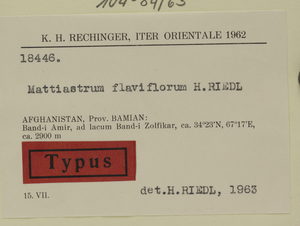 K. H. RECHINGER, ITER ORIENTALE 1962
18446.
Mattiastrum flaviflorum H.RIEDL
AFGHANISTAN, Prov. BAMIAN:
Band-i Amir, ad lacum Band-i Zolfikar, ca. 34°23'N, 67°17'E,
ca. 2900 m
Typus
15. VII.
det.H.RIEDL, 1963